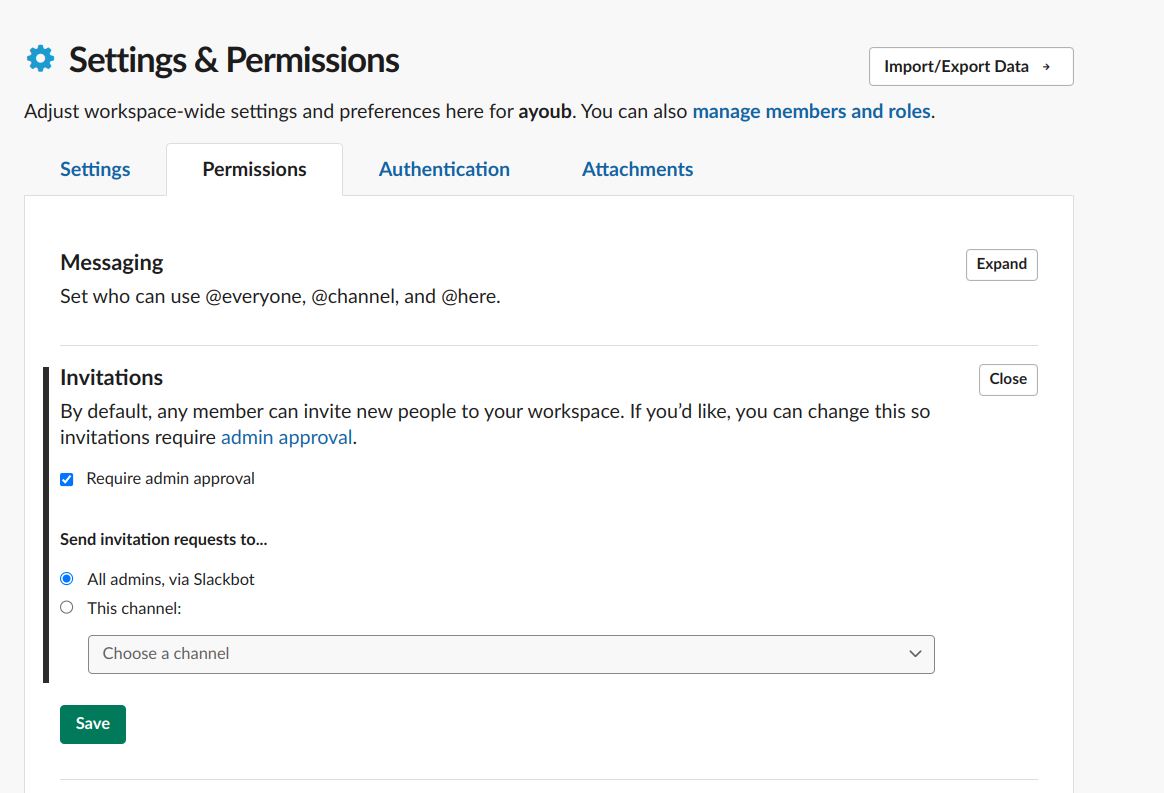 Settings & Permissions
Import/Export Data →
Adjust workspace-wide settings and preferences here for ayoub. You can also manage members and roles.
Settings
Permissions
Authentication
Attachments
Messaging
Expand
Set who can use @everyone, @channel, and @here.
Invitations
Close
By default, any member can invite new people to your workspace. If you’d like, you can change this so
invitations require admin approval.
Require admin approval
Send invitation requests to...
All admins, via Slackbot
This channel:
Choose a channel
Save